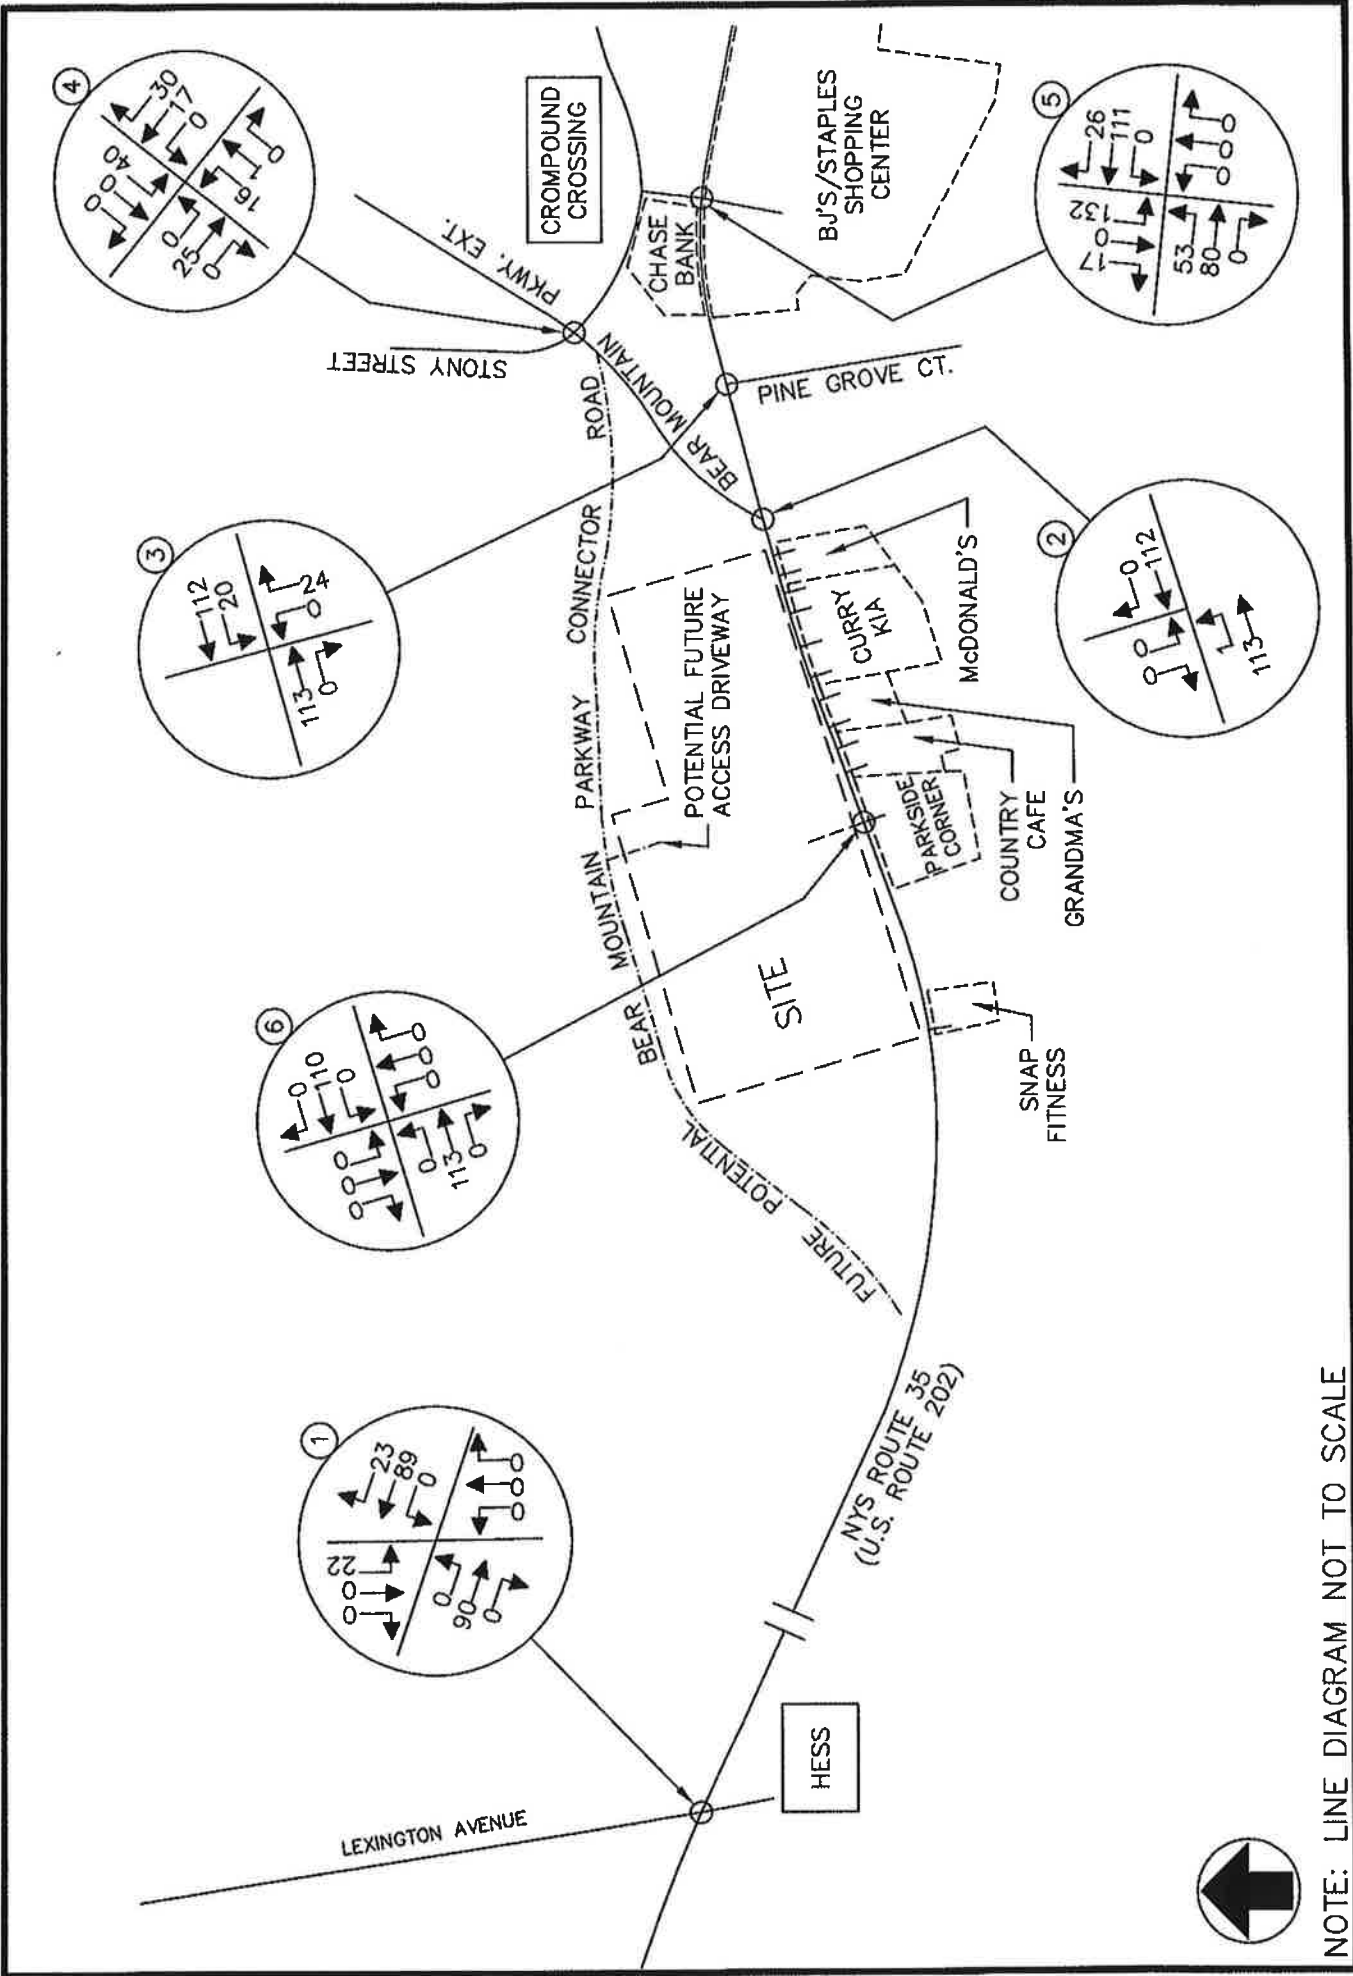 1
0
0
22
23
89
0
0
90
0
0
0
0
6
0
0
0
0
110
0
0
113
0
0
0
0
3
112
20
113
0
0
24
4
0
0
40
30
17
0
0
25
0
16
1
0
LEXINGTON AVENUE
HESS
NYS ROUTE 35
(U.S. ROUTE 202)
FUTURE POTENTIAL BEAR MOUNTAIN PARKWAY CONNECTOR ROAD
STONY STREET
BEAR MOUNTAIN PKWY. EXT.
CROMPOUND
CROSSING
CHASE
BANK
SITE
POTENTIAL FUTURE
ACCESS DRIVEWAY
PINE GROVE CT.
BJ'S/STAPLES
SHOPPING
CENTER
SNAP
FITNESS
PARKSIDE
CORNER
COUNTRY
CAFE
GRANDMA'S
CURRY
KIA
McDONALD'S
2
0
0
0
112
1
113
5
17
0
132
26
111
0
53
80
0
0
0
0
NOTE: LINE DIAGRAM NOT TO SCALE